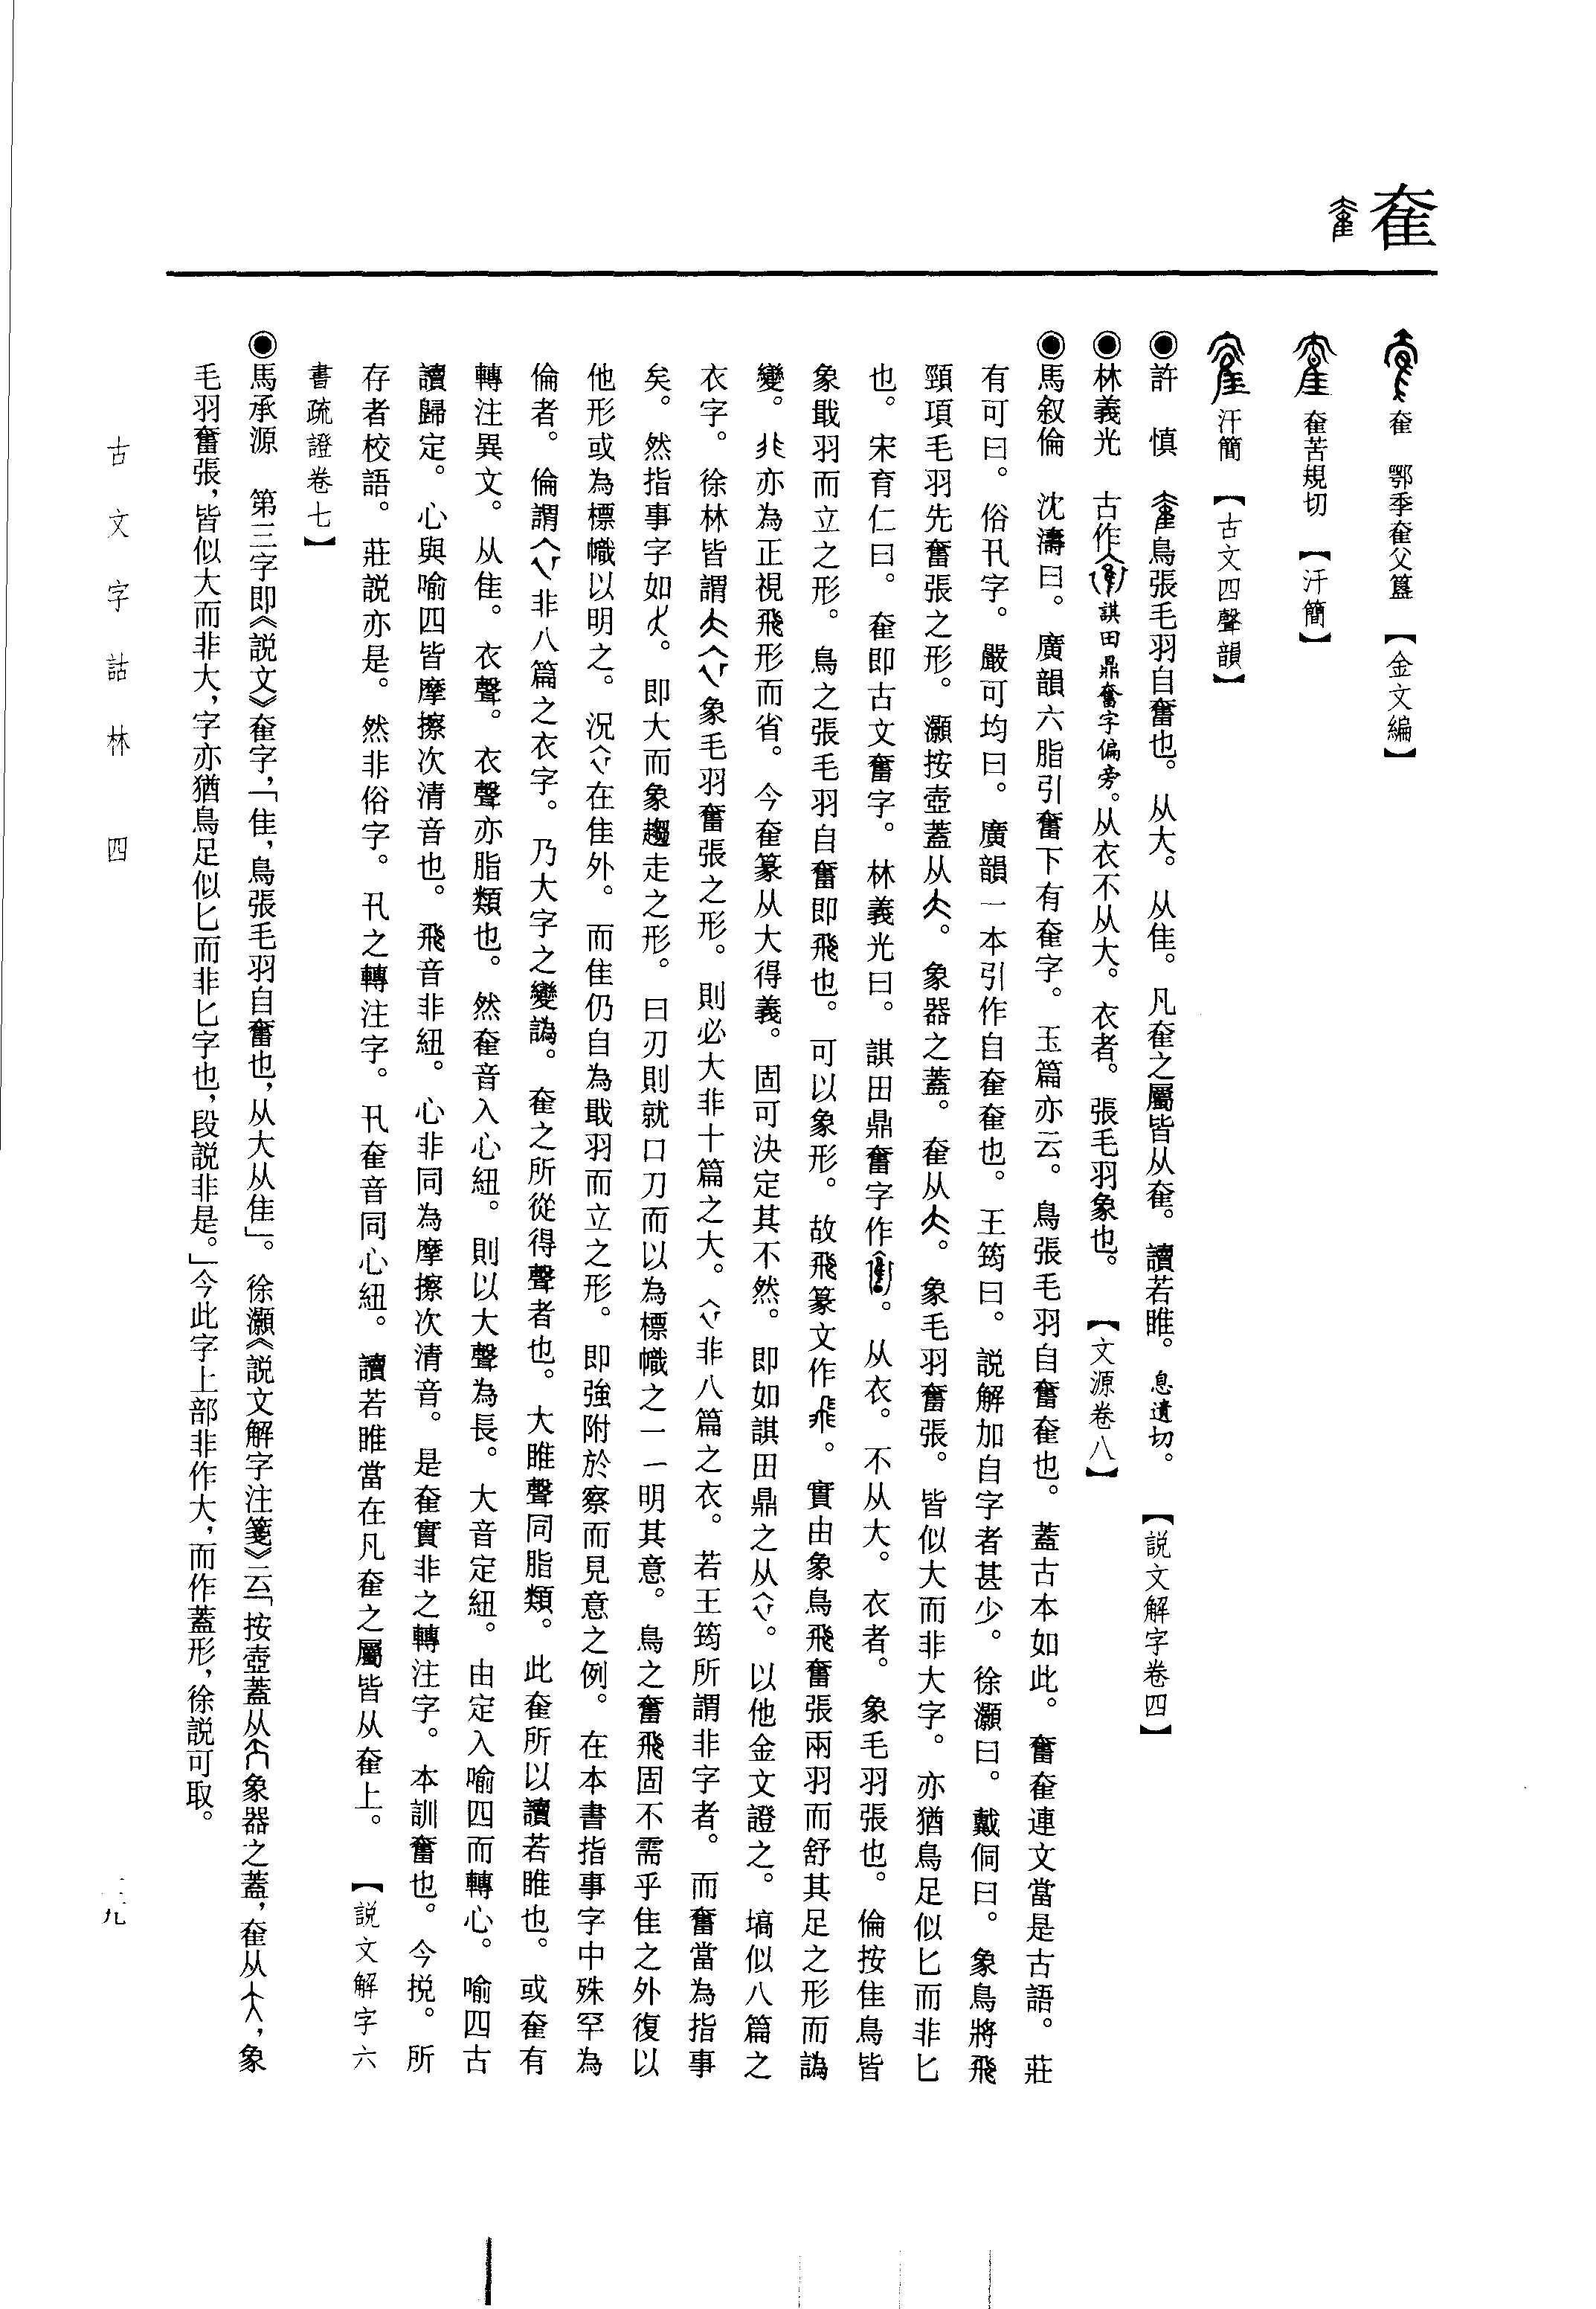 奞
奞　鄂季奞父簋　【金文編】
奞苦規切　【汗簡】
汗簡　【古文四聲韻】
◉許　慎　鳥張毛羽自奮也。从大。从隹。凡奞之屬皆从奞。讀若睢。息遺切。　【説文解字卷四】
◉林義光　古作　諆田鼎奮字偏旁。从衣不从大。衣者。張毛羽象也。　【文源卷八】
◉馬叙倫　沈濤曰。廣韻六脂引奮下有奞字。玉篇亦云。鳥張毛羽自奮奞也。蓋古本如此。奮奞連文當是古語。莊
有可曰。俗卂字。嚴可均曰。廣韻一本引作自奞奞也。王筠曰。説解加自字者甚少。徐灝曰。戴侗曰。象鳥將飛
頸項毛羽先奮張之形。灝按壺蓋从　。象器之蓋。奞从　。象毛羽奮張。皆似大而非大字。亦猶鳥足似匕而非匕
也。宋育仁曰。奞即古文奮字。林義光曰。諆田鼎奮字作　。从衣。不从大。衣者。象毛羽張也。倫按隹鳥皆
象戢羽而立之形。鳥之張毛羽自奮即飛也。可以象形。故飛篆文作　。實由象鳥飛奮張兩羽而舒其足之形而譌
變。　亦為正視飛形而省。今奞篆从大得義。固可決定其不然。即如諆田鼎之从　。以他金文證之。塙似八篇之
衣字。徐林皆謂　　象毛羽奮張之形。則必大非十篇之大。　非八篇之衣。若王筠所謂非字者。而奮當為指事
矣。然指事字如　。即大而象趨走之形。曰刃則就口刀而以為標幟之一一明其意。鳥之奮飛固不需乎隹之外復以
他形或為標幟以明之。況　在隹外。而隹仍自為戢羽而立之形。即強附於察而見意之例。在本書指事字中殊罕為
倫者。倫謂　非八篇之衣字。乃大字之變譌。奞之所從得聲者也。大睢聲同脂類。此奞所以讀若睢也。或奞有
轉注異文。从隹。衣聲。衣聲亦脂類也。然奞音入心紐。則以大聲為長。大音定紐。由定入喻四而轉心。喻四古
讀歸定。心與喻四皆摩擦次清音也。飛音非紐。心非同為摩擦次清音。是奞實非之轉注字。本訓奮也。今挩。所
存者校語。莊説亦是。然非俗字。卂之轉注字。卂奞音同心紐。讀若睢當在凡奞之屬皆从奞上。　【説文解字六
書疏證卷七】
◉馬承源　第三字即《説文》奞字，「隹，鳥張毛羽自奮也，从大从隹」。徐灝《説文解字注箋》云「按壺蓋从　象器之蓋，奞从　，象
毛羽奮張，皆似大而非大，字亦猶鳥足似匕而非匕字也，段説非是。」今此字上部非作大，而作蓋形，徐説可取。
古文字詁林　四